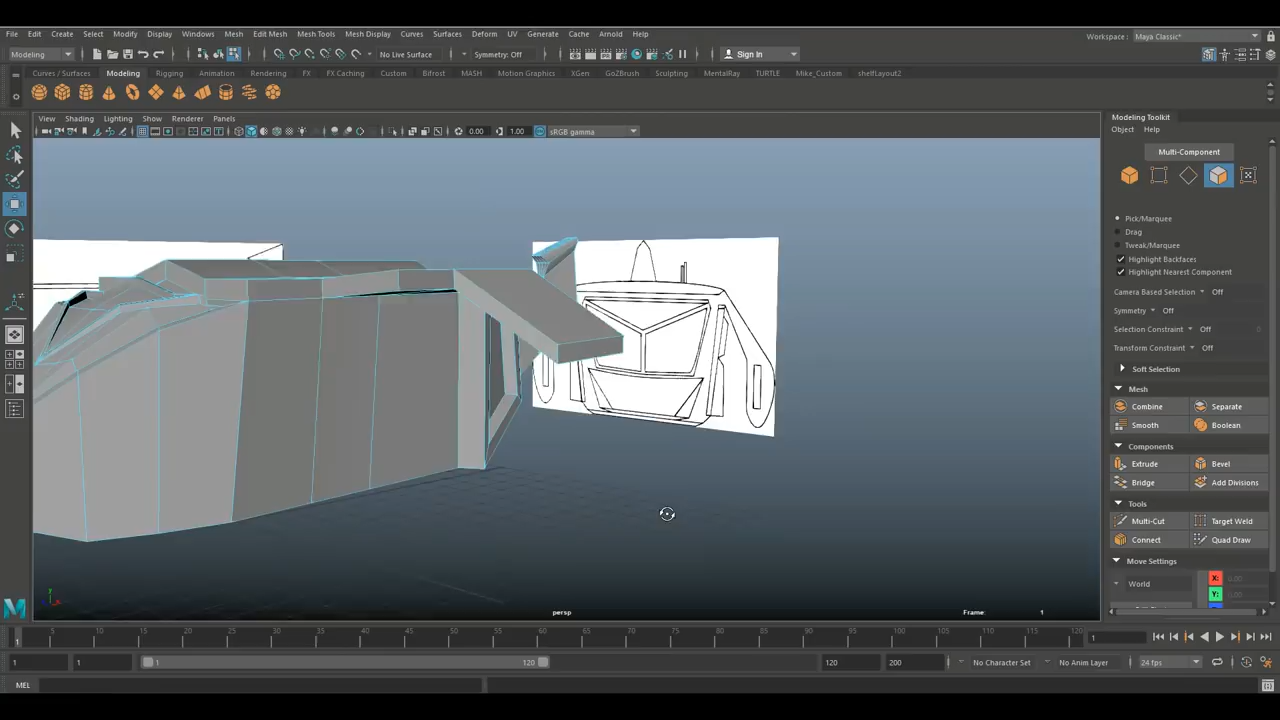 File Edit Create Select Modify Display Windows Mesh Edit Mesh Mesh Tools Mesh Display Curves Surfaces Deform UV Generate Cache Arnold Help
Workspace: Maya Classic*
Modeling No Live Surface Symmetry: Off Sign In
Curves / Surfaces Modeling Rigging Animation Rendering FX FX Caching Custom Bifrost MASH Motion Graphics XGen GoZBrush Sculpting MentalRay TURTLE Mike_Custom shelfLayout2
View Shading Lighting Show Renderer Panels
0.00 1.00 sRGB gamma
Modeling Toolkit
Object Help
Multi-Component
Pick/Marquee
Drag
Tweak/Marquee
Highlight Backfaces
Highlight Nearest Component
Camera Based Selection Off
Symmetry Off
Selection Constraint Off
Transform Constraint Off
Soft Selection
Mesh
Combine Separate
Smooth Boolean
Components
Extrude Bevel
Bridge Add Divisions
Tools
Multi-Cut Target Weld
Connect Quad Draw
Move Settings
World X: 0.00
Y: 0.00
y
x
persp Frame: 1
1 5 10 15 20 25 30 35 40 45 50 55 60 65 70 75 80 85 90 95 100 105 110 115 120 1
1 1 1 120 120 200 No Character Set No Anim Layer 24 fps
MEL